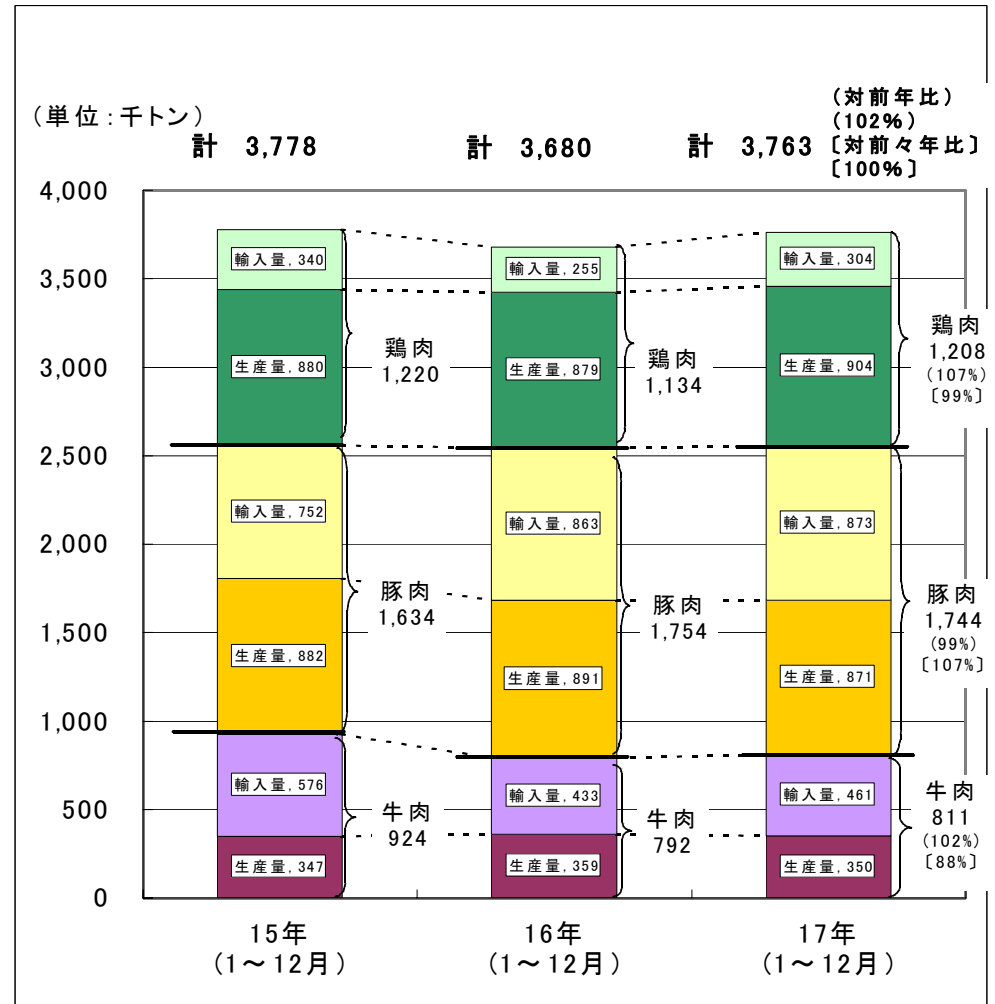 （単位：千トン）
（対前年比）
（102％）
計 3,778
計 3,680
計 3,763
〔対前々年比〕
〔100％〕
4,000
3,500
3,000
2,500
2,000
1,500
1,000
500
0
輸入量, 340
生産量, 880
輸入量, 752
生産量, 882
輸入量, 576
生産量, 347
鶏肉
1,220
豚肉
1,634
牛肉
924
輸入量, 255
生産量, 879
輸入量, 863
生産量, 891
輸入量, 433
生産量, 359
鶏肉
1,134
豚肉
1,754
牛肉
792
輸入量, 304
生産量, 904
輸入量, 873
生産量, 871
輸入量, 461
生産量, 350
鶏肉
1,208
（107%）
〔99%〕
豚肉
1,744
（99%）
〔107%〕
牛肉
811
（102%）
〔88%〕
15年
（1～12月）
16年
（1～12月）
17年
（1～12月）